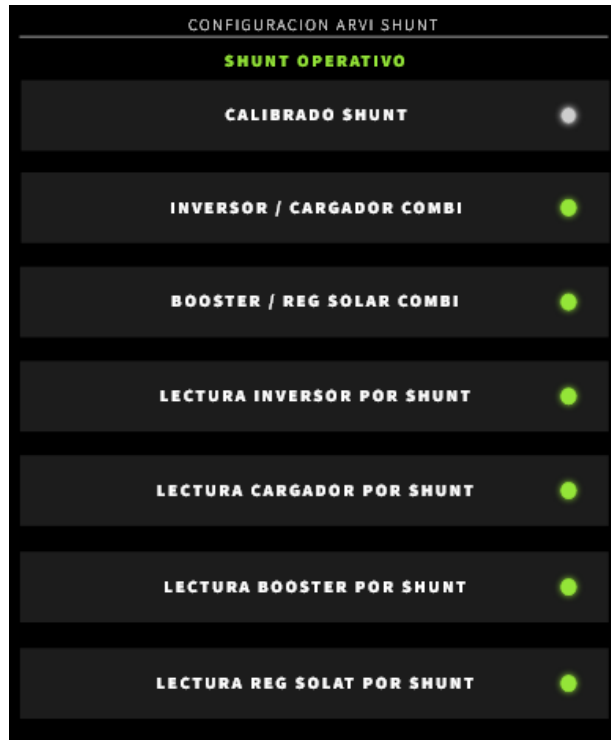 CONFIGURACION ARVI SHUNT
SHUNT OPERATIVO
CALIBRADO SHUNT
INVERSOR / CARGADOR COMBI
BOOSTER / REG SOLAR COMBI
LECTURA INVERSOR POR SHUNT
LECTURA CARGADOR POR SHUNT
LECTURA BOOSTER POR SHUNT
LECTURA REG SOLAT POR SHUNT